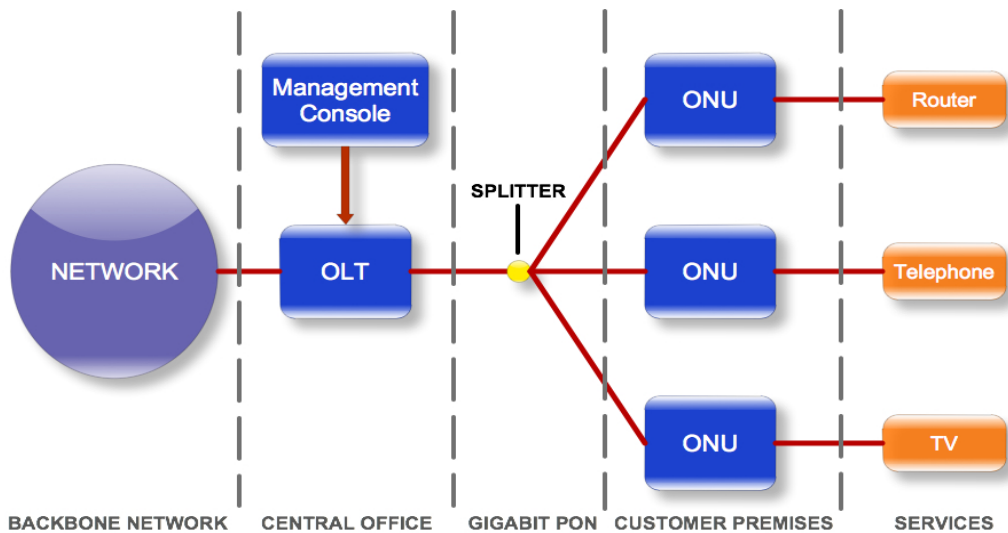 Management
Console
ONU
Router
SPLITTER
NETWORK
OLT
ONU
Telephone
ONU
TV
BACKBONE NETWORK
CENTRAL OFFICE
GIGABIT PON
CUSTOMER PREMISES
SERVICES